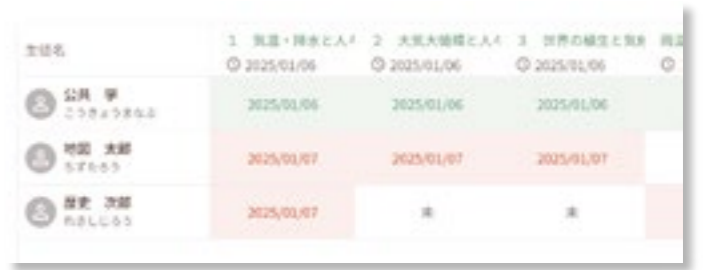 生徒名
1 気温・降水と人々 2 大気大循環と人々 3 世界の植生と気候
2025/01/06 2025/01/06 2025/01/06
公共 学 2025/01/06 2025/01/06 2025/01/06
こうきょうまなぶ
地図 太郎 2025/01/07 2025/01/07 2025/01/07
ちずたろう
歴史 次郎 2025/01/07 未 未
れきしじろう